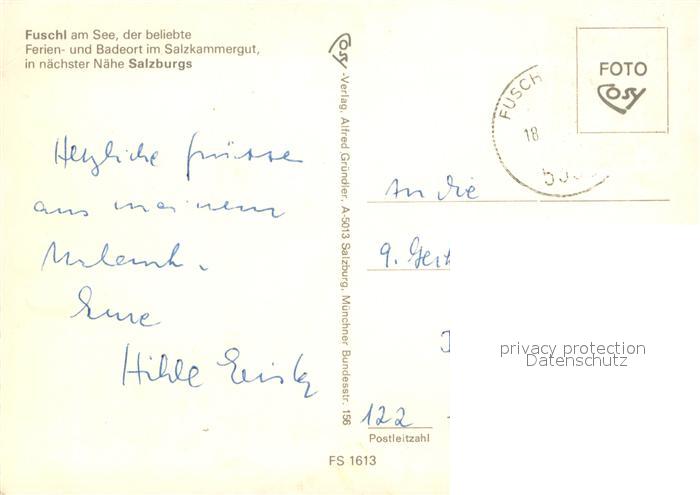 Fuschl am See, der beliebte
Ferien- und Badeort im Salzkammergut,
in nächster Nähe Salzburgs
Herzliche Grüsse
aus meinem
Urlaub.
Eure
Hilde
Cosy-Verlag, Alfred Gründler, A-5013 Salzburg, Münchner Bundesstr. 156
FUSCH
18
FOTO
Cosy
An die
9.
privacy protection
Datenschutz
122
Postleitzahl
FS 1613